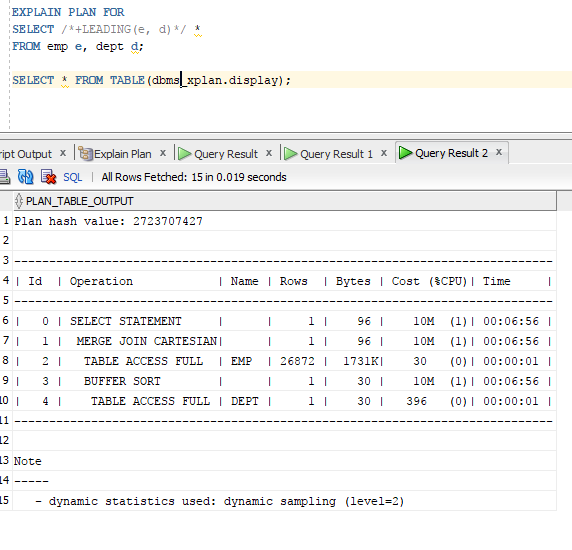 EXPLAIN PLAN FOR
SELECT /*+LEADING(e, d)*/ *
FROM emp e, dept d;
SELECT * FROM TABLE(dbms_xplan.display);
ript Output x Explain Plan x Query Result x Query Result 1 x Query Result 2 x
SQL | All Rows Fetched: 15 in 0.019 seconds
PLAN_TABLE_OUTPUT
1 Plan hash value: 2723707427
2
3 -----------------------------------------------------------------------------
4 | Id  | Operation            | Name | Rows  | Bytes | Cost (%CPU)| Time     |
5 -----------------------------------------------------------------------------
6 |   0 | SELECT STATEMENT     |      |     1 |    96 |    10M  (1)| 00:06:56 |
7 |   1 |  MERGE JOIN CARTESIAN|      |     1 |    96 |    10M  (1)| 00:06:56 |
8 |   2 |   TABLE ACCESS FULL  | EMP  | 26872 |  1731K|    30   (0)| 00:00:01 |
9 |   3 |   BUFFER SORT        |      |     1 |    30 |    10M  (1)| 00:06:56 |
10 |   4 |    TABLE ACCESS FULL | DEPT |     1 |    30 |   396   (0)| 00:00:01 |
11 -----------------------------------------------------------------------------
12
13 Note
14 -----
15    - dynamic statistics used: dynamic sampling (level=2)